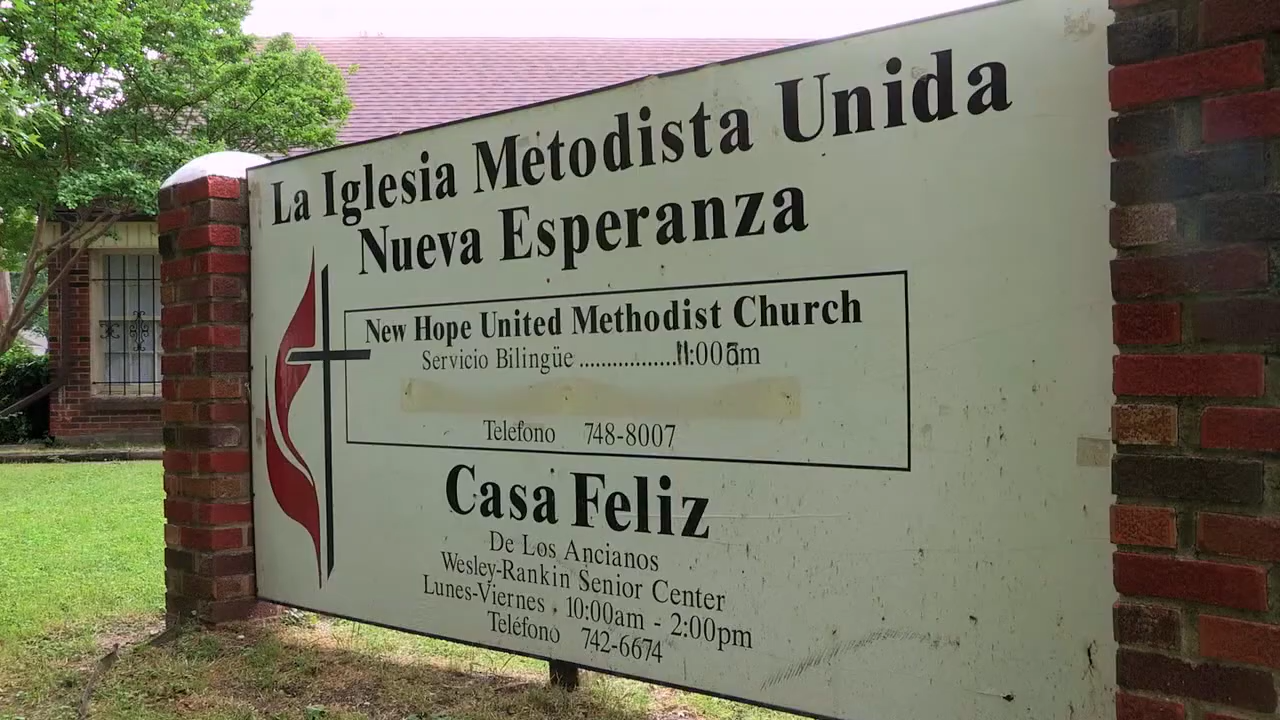 La Iglesia Metodista Unida
Nueva Esperanza
New Hope United Methodist Church
Servicio Bilingüe .................. 11:00am
Telefono 748-8007
Casa Feliz
De Los Ancianos
Wesley-Rankin Senior Center
Lunes-Viernes . 10:00am - 2:00pm
Teléfono 742-6674